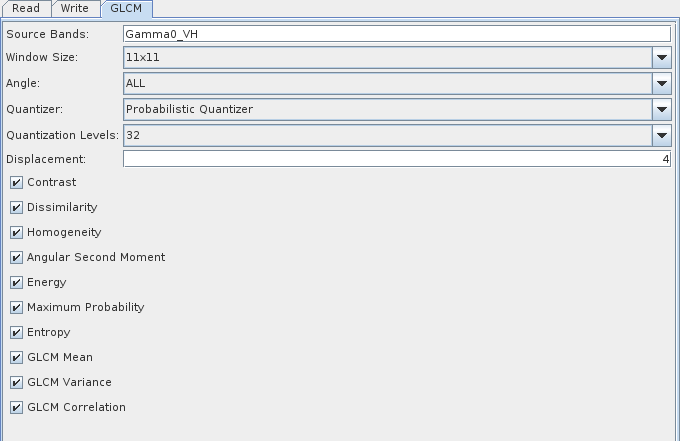 Read Write GLCM
Source Bands: Gamma0_VH
Window Size: 11x11
Angle: ALL
Quantizer: Probabilistic Quantizer
Quantization Levels: 32
Displacement: 4
Contrast
Dissimilarity
Homogeneity
Angular Second Moment
Energy
Maximum Probability
Entropy
GLCM Mean
GLCM Variance
GLCM Correlation